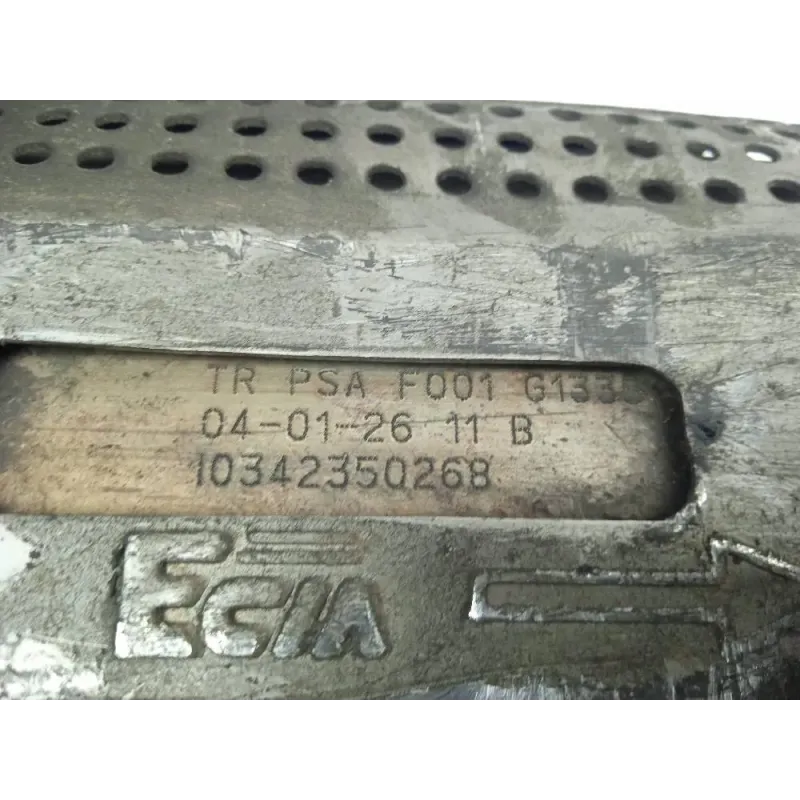 TR PSA F001 G133
04-01-26 11 B
10342350268
ECIA